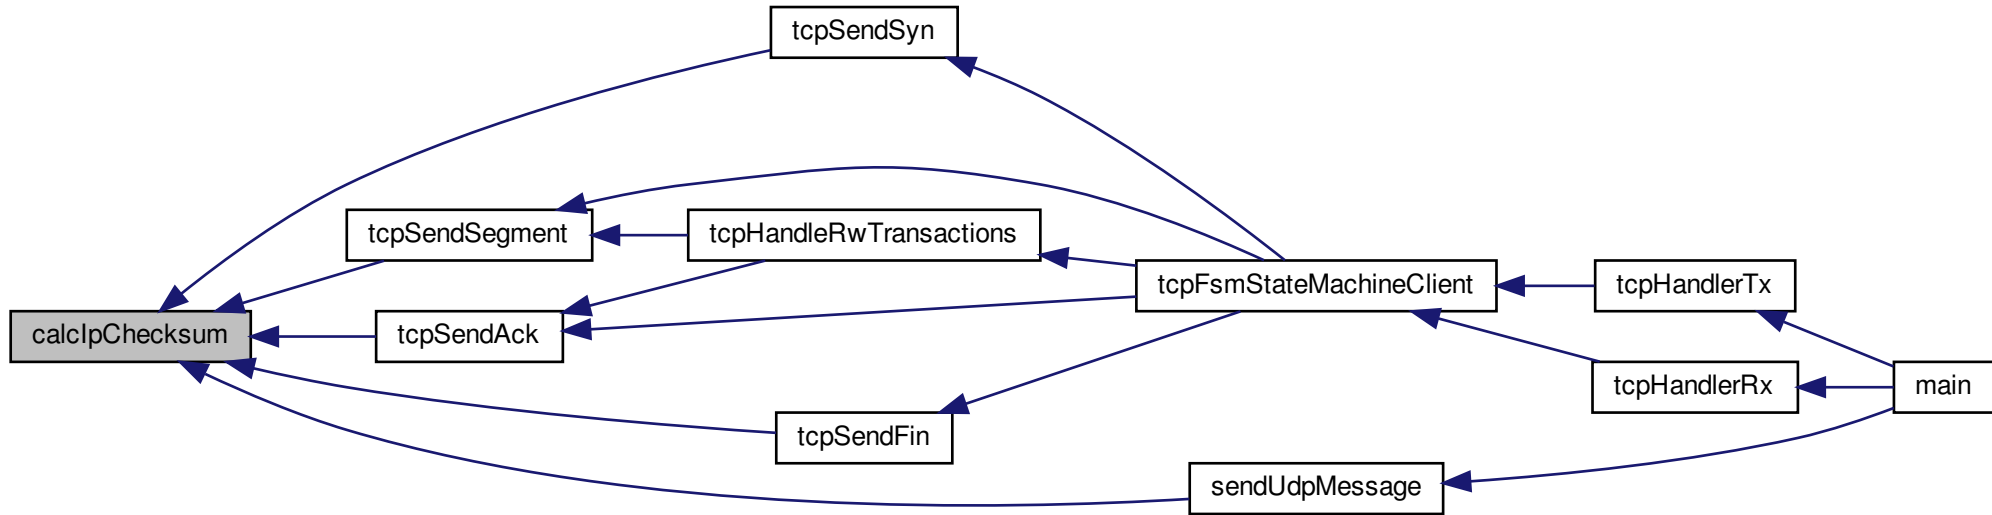 tcpSendSyn
tcpSendSegment
tcpHandleRwTransactions
tcpFsmStateMachineClient
tcpHandlerTx
calcIpChecksum
tcpSendAck
tcpHandlerRx
main
tcpSendFin
sendUdpMessage